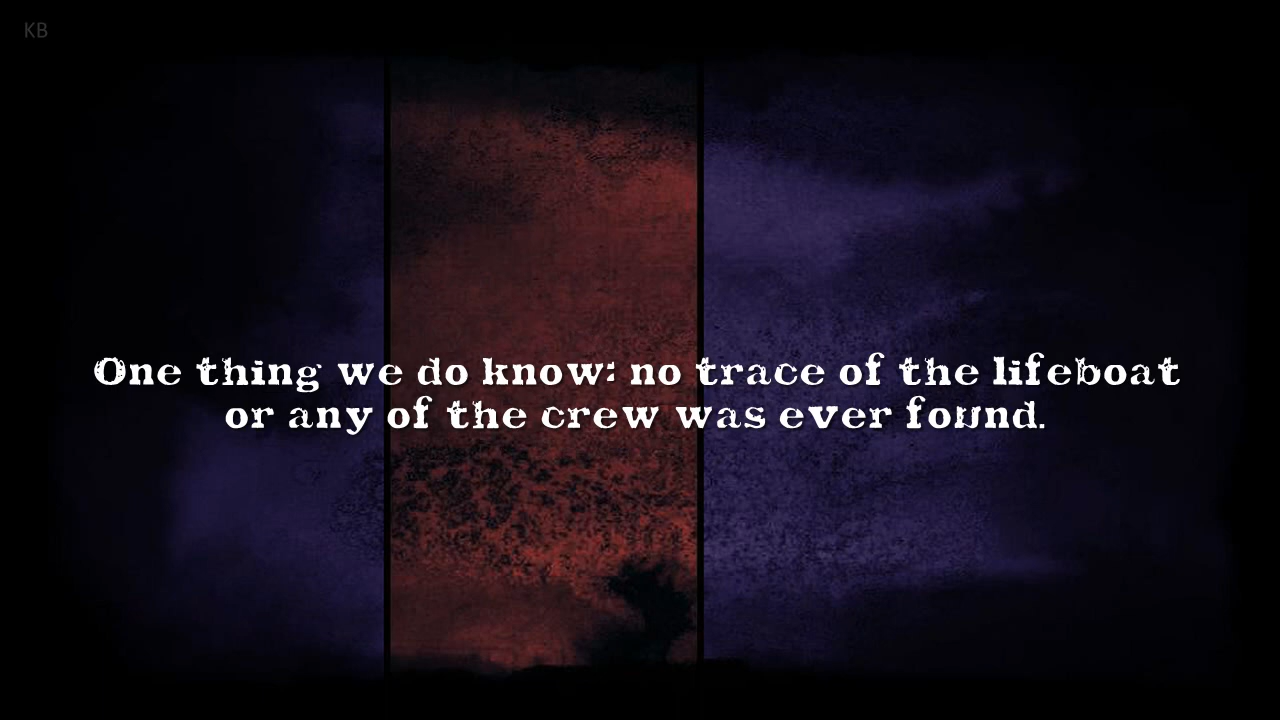 KB
One thing we do know: no trace of the lifeboat
or any of the crew was ever found.